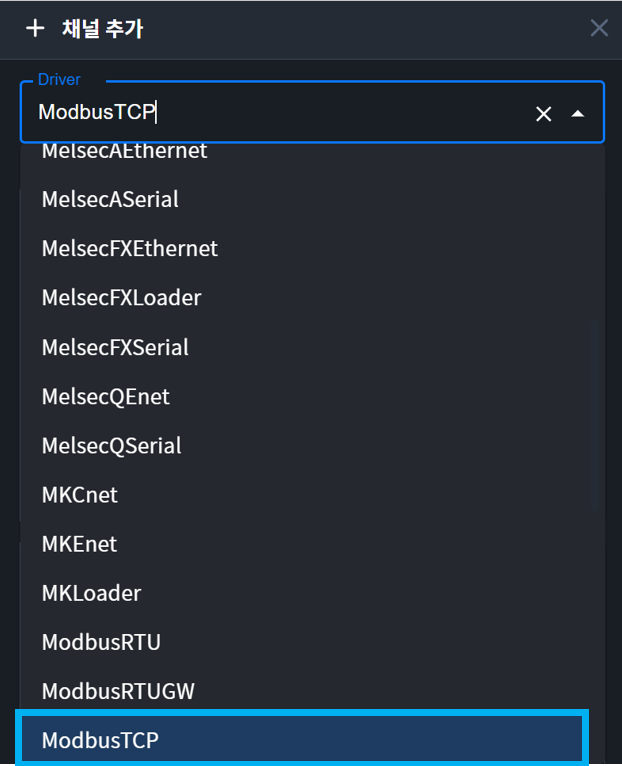 + 채널 추가
Driver
ModbusTCP
MelsecAEthernet
MelsecASerial
MelsecFXEthernet
MelsecFXLoader
MelsecFXSerial
MelsecQEnet
MelsecQSerial
MKCnet
MKEnet
MKLoader
ModbusRTU
ModbusRTUGW
ModbusTCP